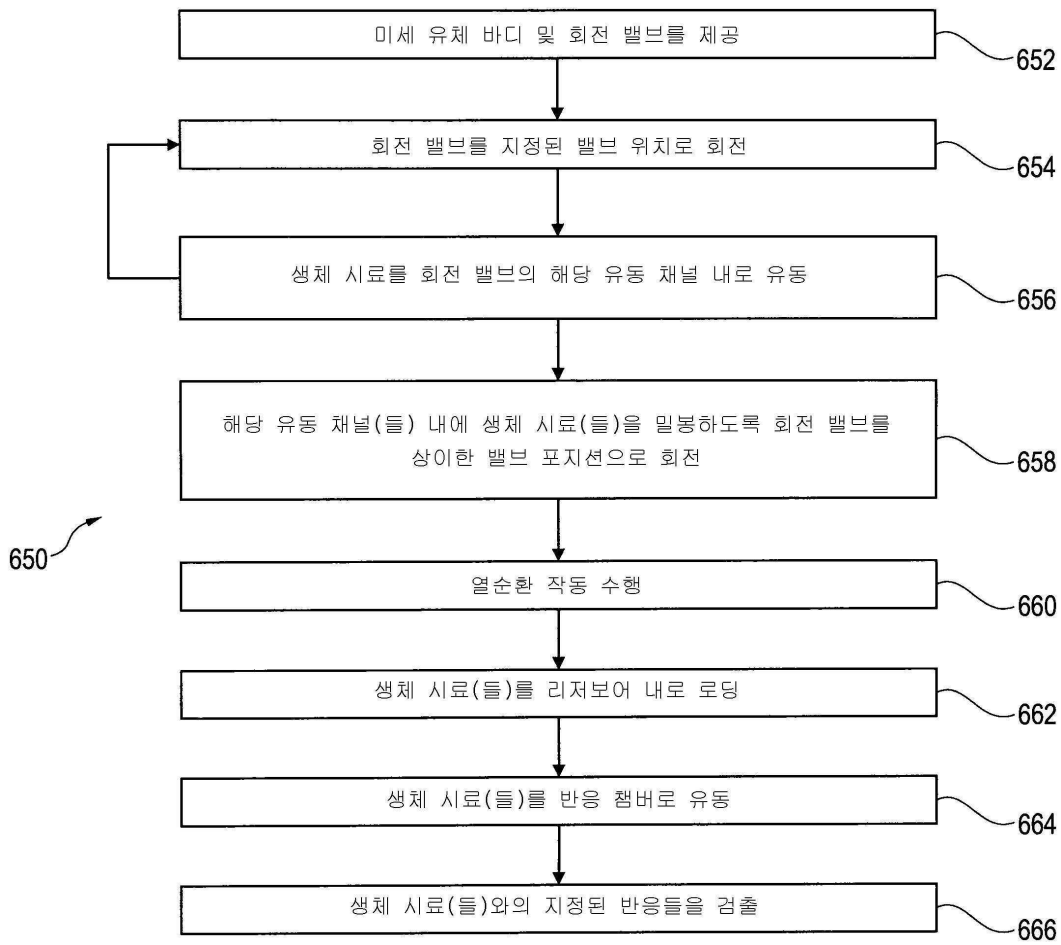 미세 유체 바디 및 회전 밸브를 제공
652
회전 밸브를 지정된 밸브 위치로 회전
654
생체 시료를 회전 밸브의 해당 유동 채널 내로 유동
656
해당 유동 채널(들) 내에 생체 시료(들)을 밀봉하도록 회전 밸브를
상이한 밸브 포지션으로 회전
658
650
열순환 작동 수행
660
생체 시료(들)를 리저보어 내로 로딩
662
생체 시료(들)를 반응 챔버로 유동
664
생체 시료(들)와의 지정된 반응들을 검출
666